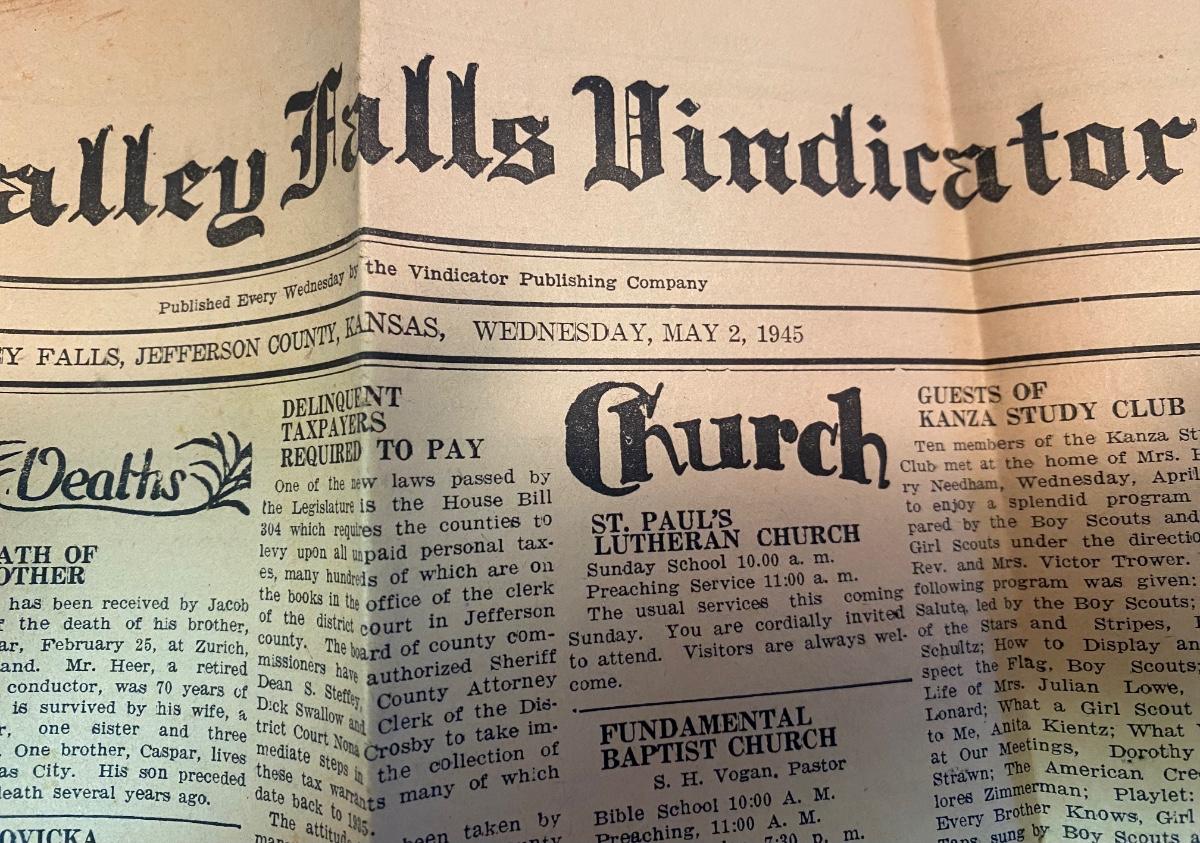 alley Falls Vindicator
Published Every Wednesday by the Vindicator Publishing Company
EY FALLS, JEFFERSON COUNTY, KANSAS, WEDNESDAY, MAY 2, 1945
Deaths
ATH OF
OTHER
has been received by Jacob
the death of his brother,
ar, February 25, at Zurich,
and. Mr. Heer, a retired
conductor, was 70 years of
is survived by his wife, a
r, one sister and three
One brother, Caspar, lives
as City. His son preceded
death several years ago.
OVICKA
DELINQUENT
TAXPAYERS
REQUIRED TO PAY
One of the new laws passed by
the Legislature is the House Bill
304 which requires the counties to
levy upon all unpaid personal tax-
es, many hundreds of which are on
the books in the office of the clerk
of the district court in Jefferson
county. The board of county com-
missioners have authorized Sheriff
Dean S. Steffey, County Attorney
Dick Swallow and Clerk of the Dis-
trict Court Nona Crosby to take im-
mediate steps in the collection of
these tax warrants many of which
date back to
The attitude
been taken by
Church
ST. PAUL'S
LUTHERAN CHURCH
Sunday School 10.00 a. m.
Preaching Service 11:00 a. m.
The usual services this coming
Sunday. You are cordially invited
to attend. Visitors are always wel-
come.
FUNDAMENTAL
BAPTIST CHURCH
S. H. Vogan, Pastor
Bible School 10:00 A. M.
Preaching, 11:00 A. M.
7:30 p. m.
GUESTS OF
KANZA STUDY CLUB
Ten members of the Kanza St
Club met at the home of Mrs. H
ry Needham, Wednesday, April
to enjoy a splendid program
pared by the Boy Scouts and
Girl Scouts under the directio
Rev. and Mrs. Victor Trower.
following program was given:
Salute, led by the Boy Scouts;
of the Stars and Stripes,
Schultz; How to Display an
spect the Flag, Boy Scouts;
Life of Mrs. Julian Lowe,
Lonard; What a Girl Scout
to Me, Anita Kientz; What
at Our Meetings, Dorothy
Strawn; The American Cree
lores Zimmerman; Playlet:
Every Brother Knows, Girl
Taps sung by Boy Scouts a